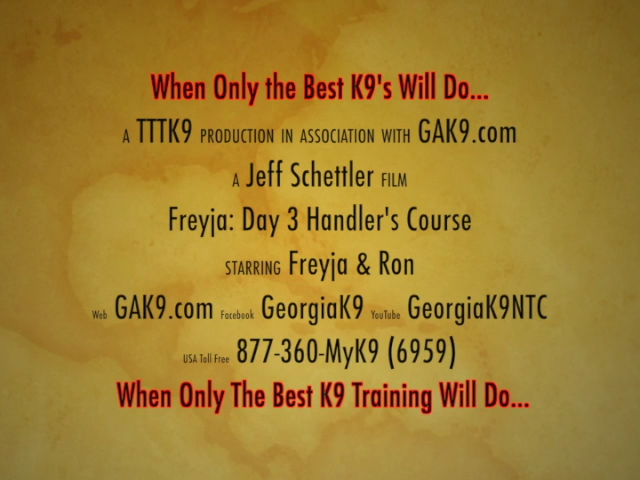 When Only the Best K9's Will Do...
A TTTK9 PRODUCTION IN ASSOCIATION WITH GAK9.com
A Jeff Schettler FILM
Freyja: Day 3 Handler's Course
STARRING Freyja & Ron
Web GAK9.com Facebook GeorgiaK9 YouTube GeorgiaK9NTC
USA Toll Free 877-360-MyK9 (6959)
When Only The Best K9 Training Will Do...